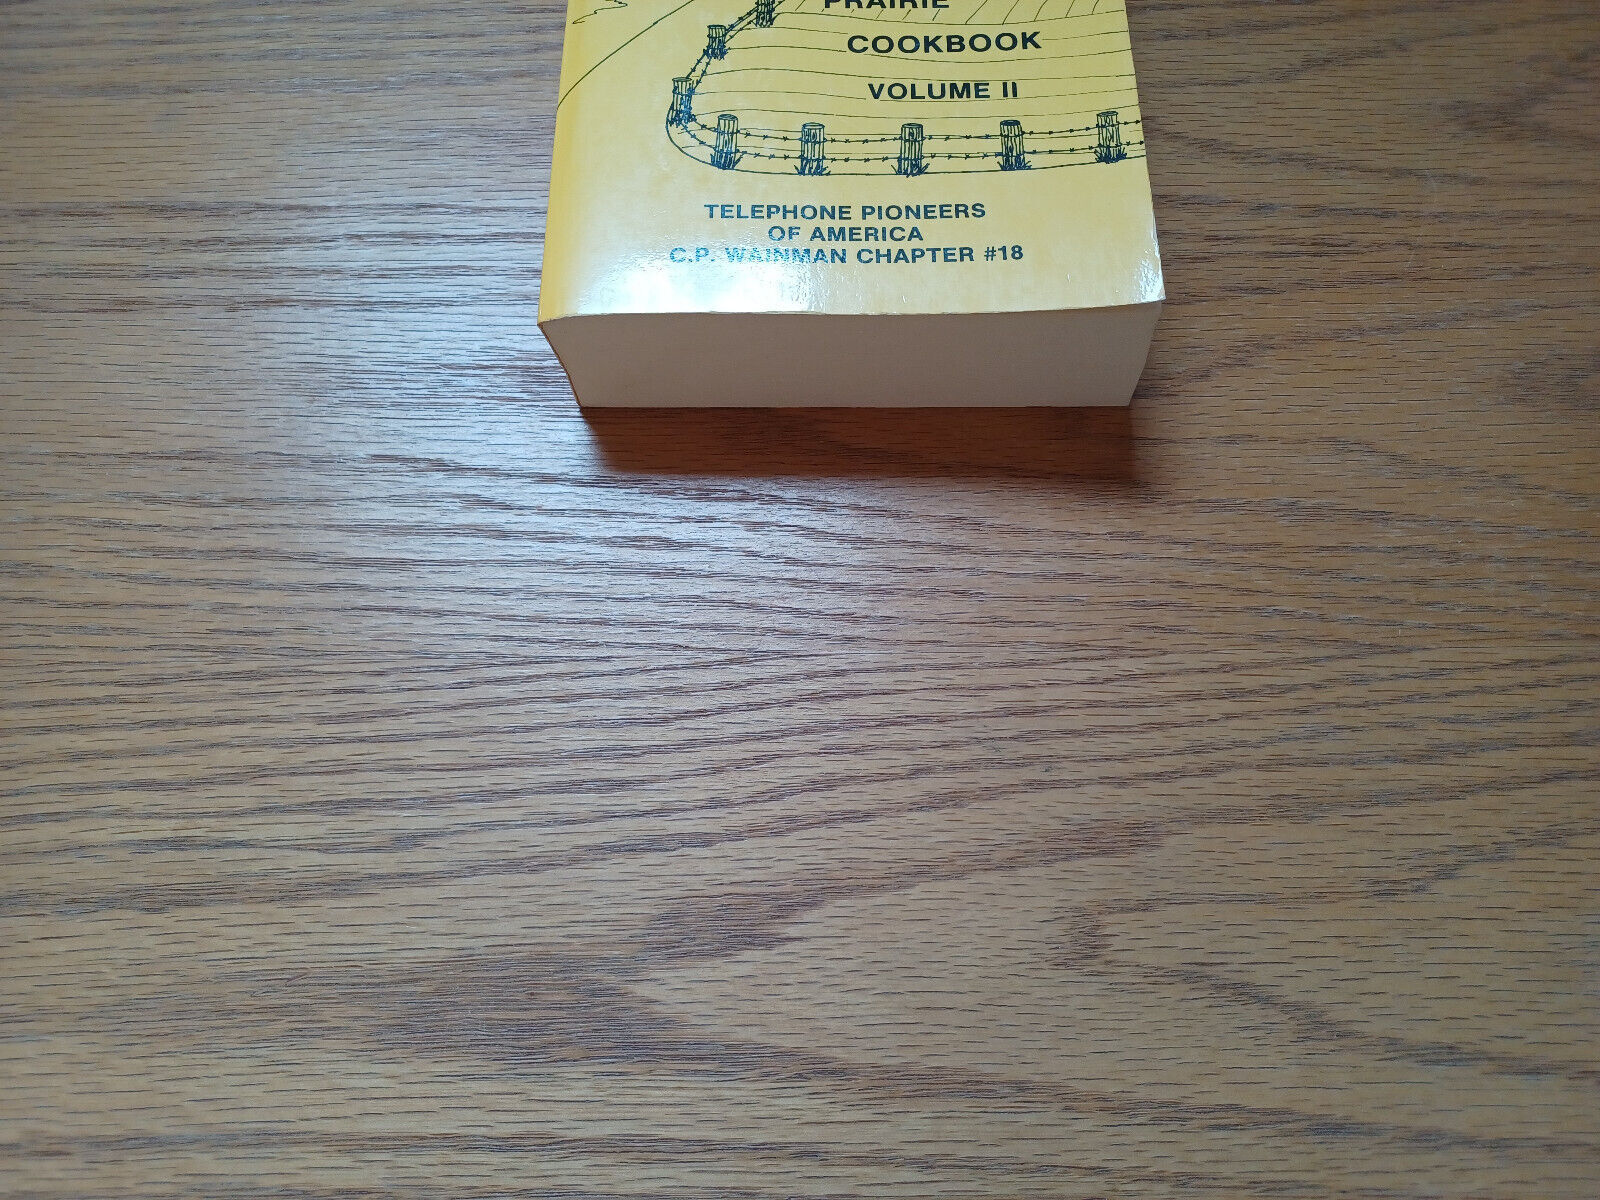 PRAIRIE
COOKBOOK
VOLUME II
TELEPHONE PIONEERS
OF AMERICA
C.P. WAINMAN CHAPTER #18